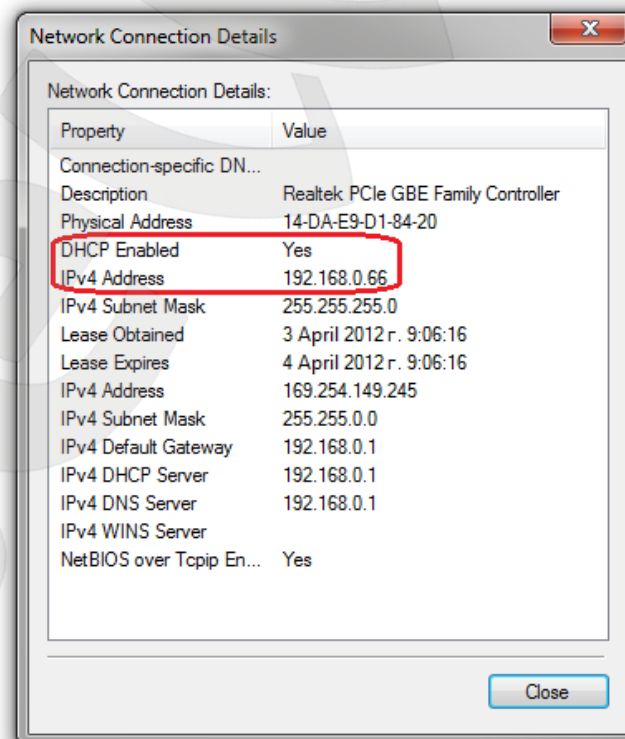 Network Connection Details
Network Connection Details:
Property Value
Connection-specific DN...
Description Realtek PCIe GBE Family Controller
Physical Address 14-DA-E9-D1-84-20
DHCP Enabled Yes
IPv4 Address 192.168.0.66
IPv4 Subnet Mask 255.255.255.0
Lease Obtained 3 April 2012 г. 9:06:16
Lease Expires 4 April 2012 г. 9:06:16
IPv4 Address 169.254.149.245
IPv4 Subnet Mask 255.255.0.0
IPv4 Default Gateway 192.168.0.1
IPv4 DHCP Server 192.168.0.1
IPv4 DNS Server 192.168.0.1
IPv4 WINS Server
NetBIOS over Tcpip En... Yes
Close